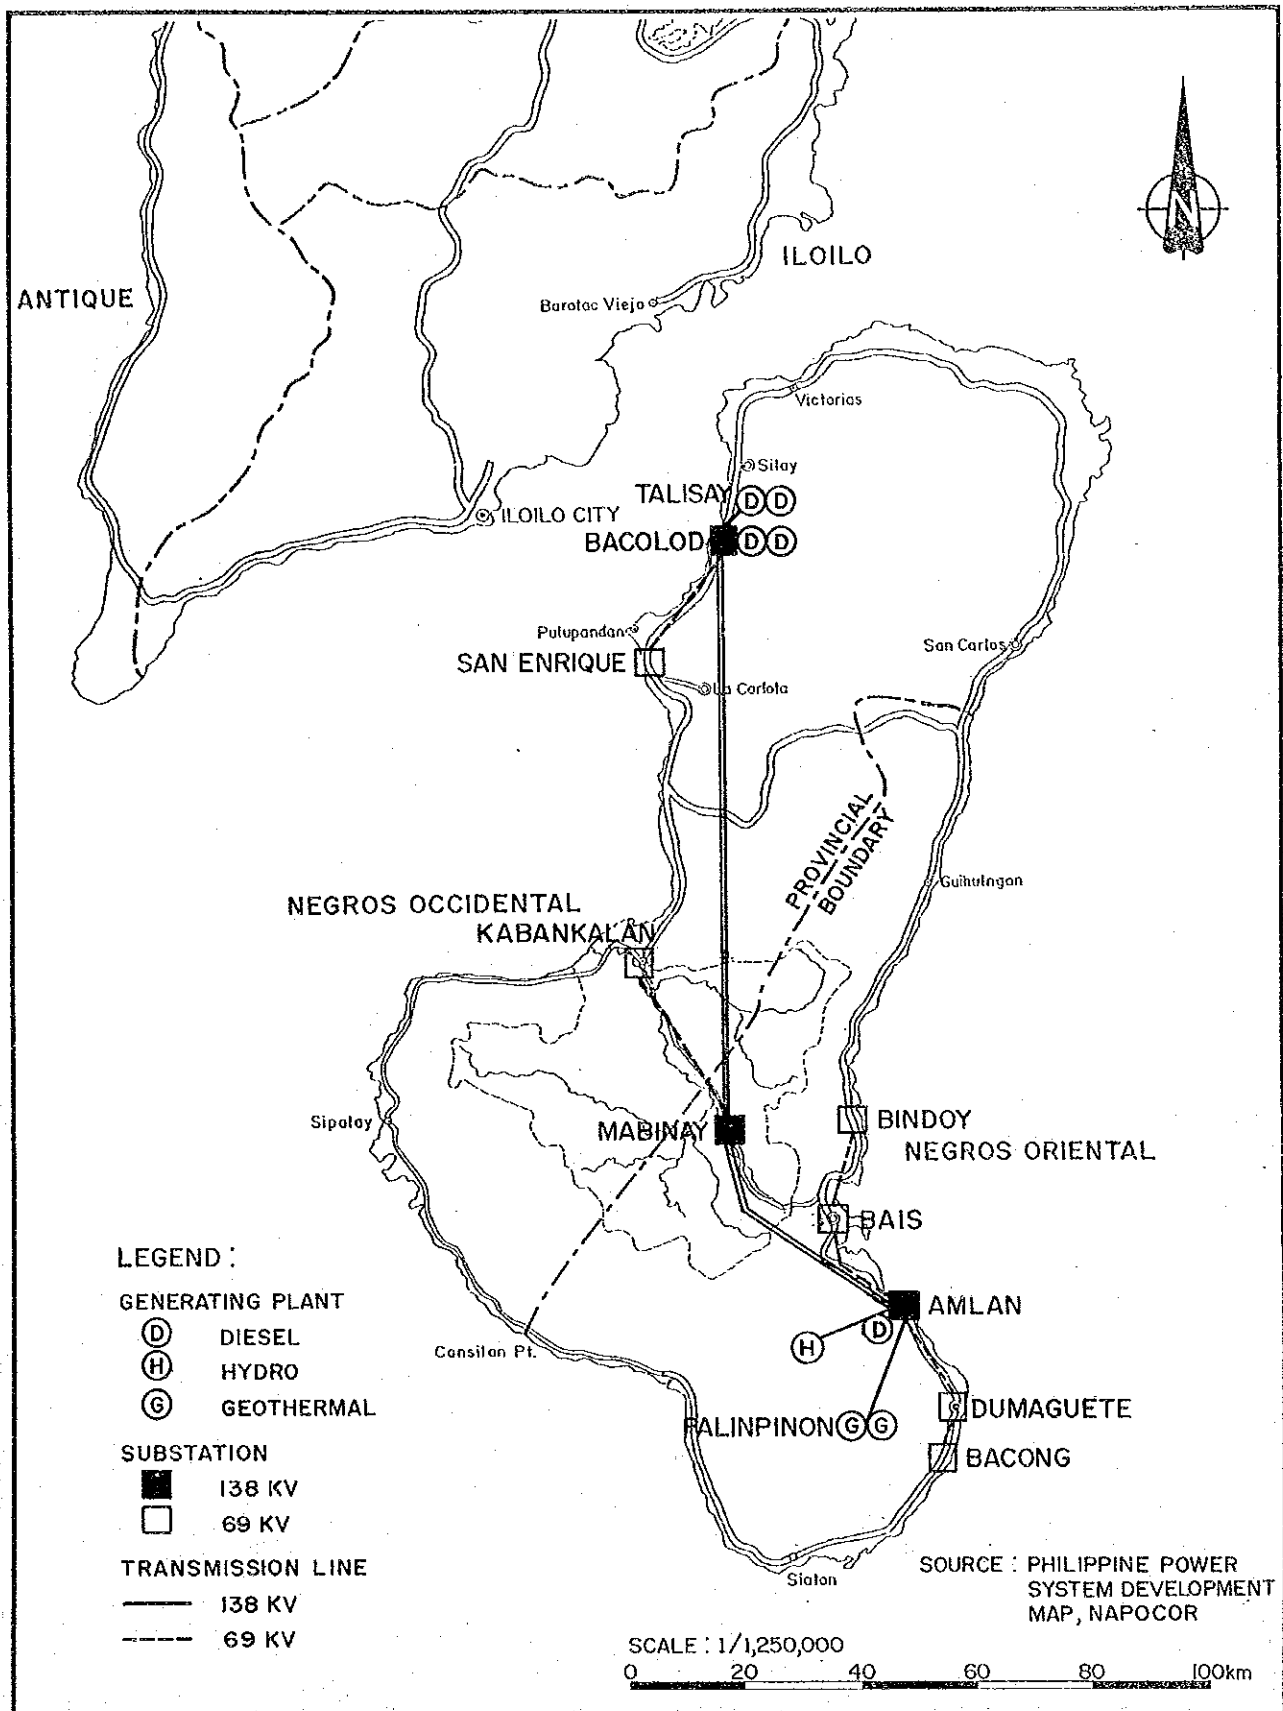 N
ILOILO
ANTIQUE
Barotac Viejo
Victorias
Silay
TALISAY D D
ILOILO CITY
BACOLOD D D
Pulupandan
San Carlos
SAN ENRIQUE
La Carlota
PROVINCIAL
BOUNDARY
Guihulngan
NEGROS OCCIDENTAL
KABANKALAN
Sipalay
MABINAY
BINDOY
NEGROS ORIENTAL
BAIS
AMLAN
D
H
Cansilan Pt.
PALINPINON G G
DUMAGUETE
BACONG
Siaton
LEGEND :
GENERATING PLANT
D DIESEL
H HYDRO
G GEOTHERMAL
SUBSTATION
138 KV
69 KV
TRANSMISSION LINE
138 KV
69 KV
SOURCE : PHILIPPINE POWER
SYSTEM DEVELOPMENT
MAP, NAPOCOR
SCALE : 1/1,250,000
0 20 40 60 80 100km